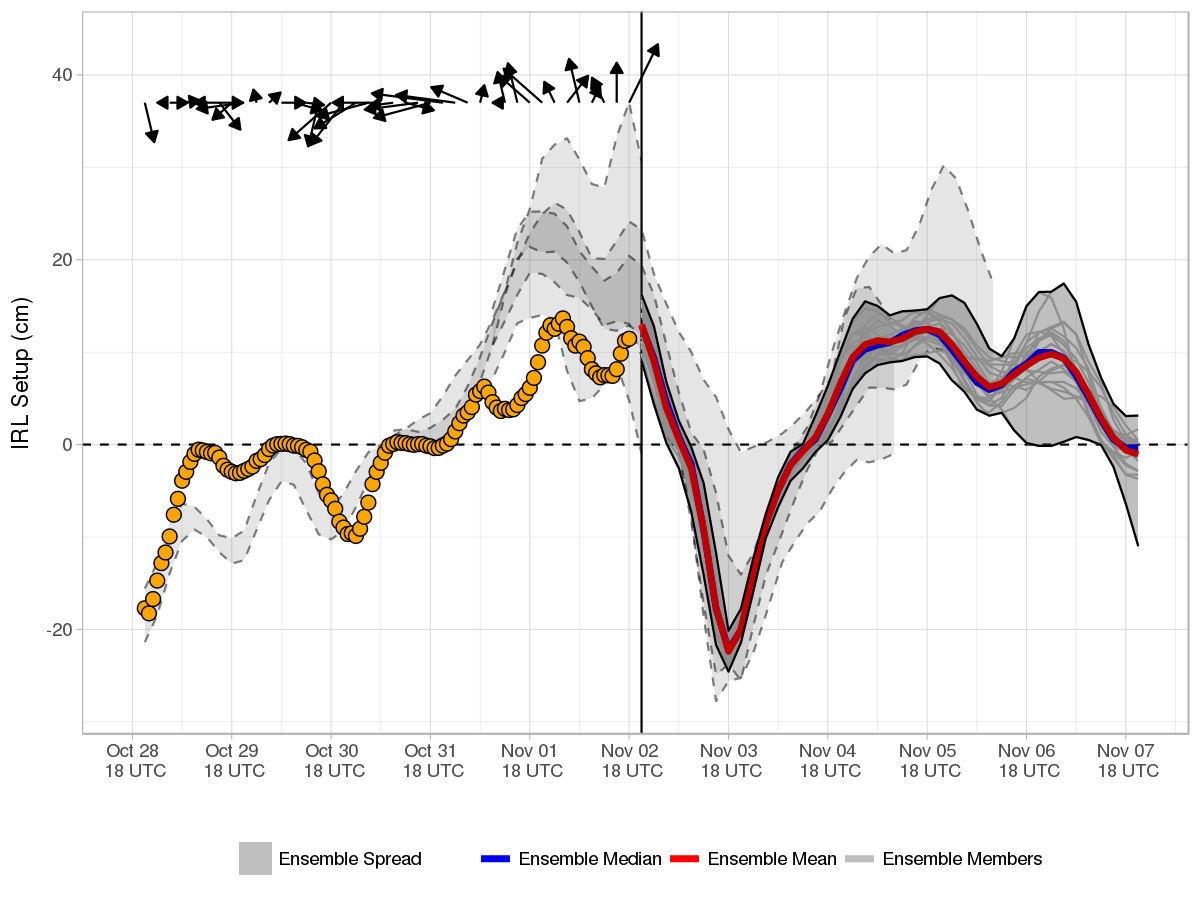 IRL Setup (cm)
40
20
0
-20
Oct 28 Oct 29 Oct 30 Oct 31 Nov 01 Nov 02 Nov 03 Nov 04 Nov 05 Nov 06 Nov 07
18 UTC 18 UTC 18 UTC 18 UTC 18 UTC 18 UTC 18 UTC 18 UTC 18 UTC 18 UTC 18 UTC
Ensemble Spread Ensemble Median Ensemble Mean Ensemble Members